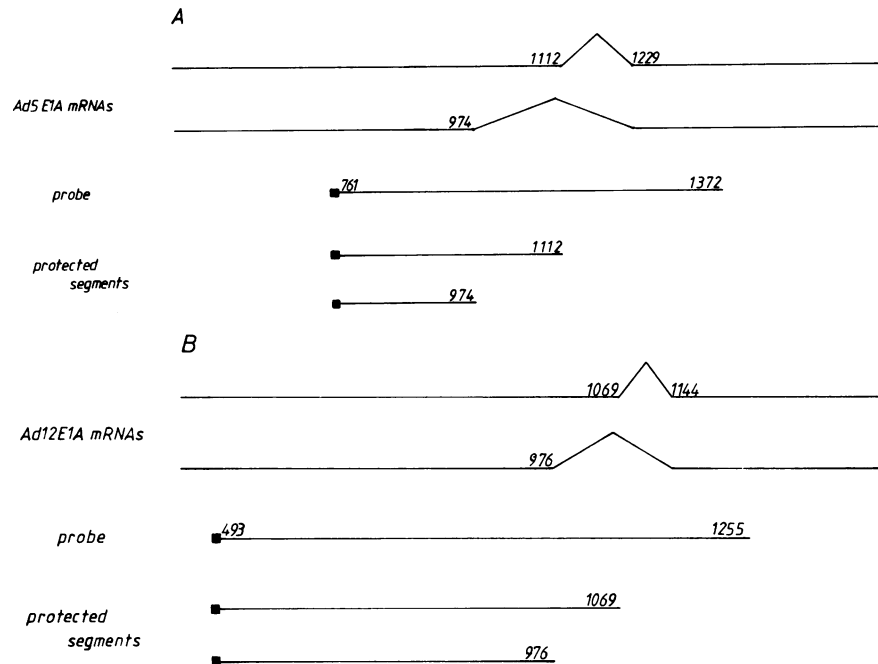 A
1112 1229
Ad5 E1A mRNAs
974
probe
761 1372
protected
segments
1112
974
B
1069 1144
Ad12E1A mRNAs
976
probe
493 1255
protected
segments
1069
976